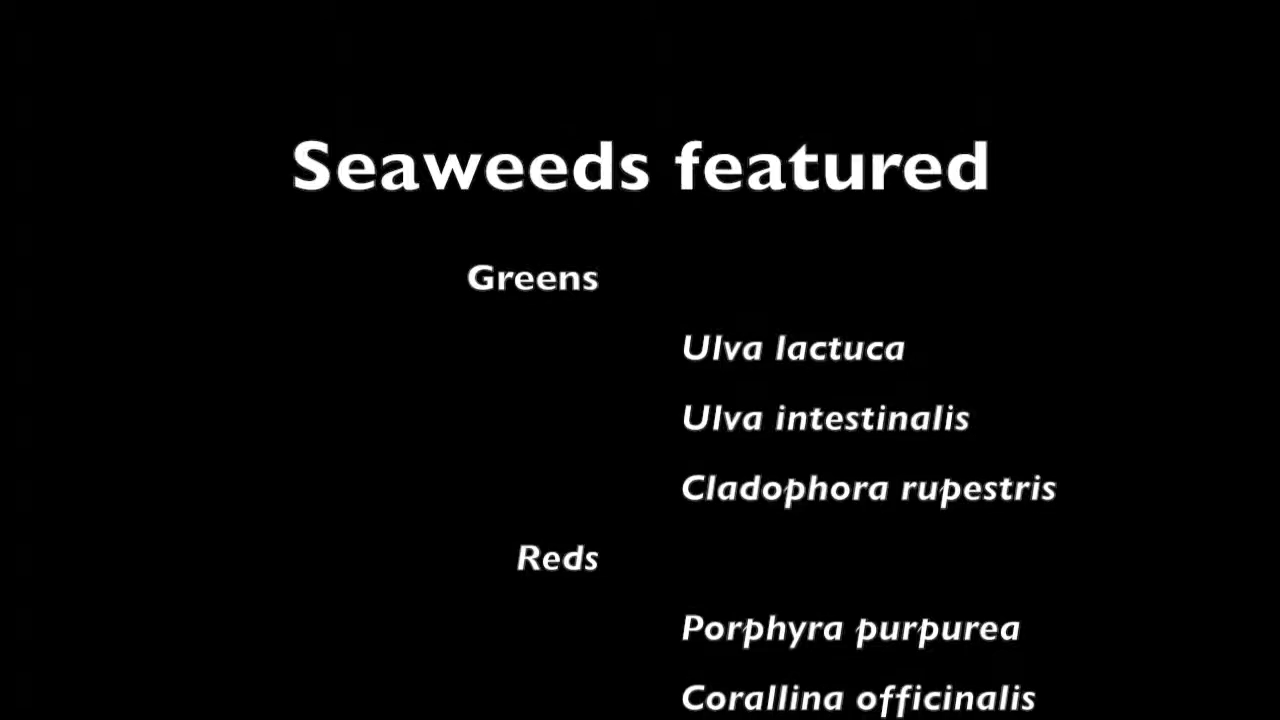 Seaweeds featured
Greens
Ulva lactuca
Ulva intestinalis
Cladophora rupestris
Reds
Porphyra purpurea
Corallina officinalis